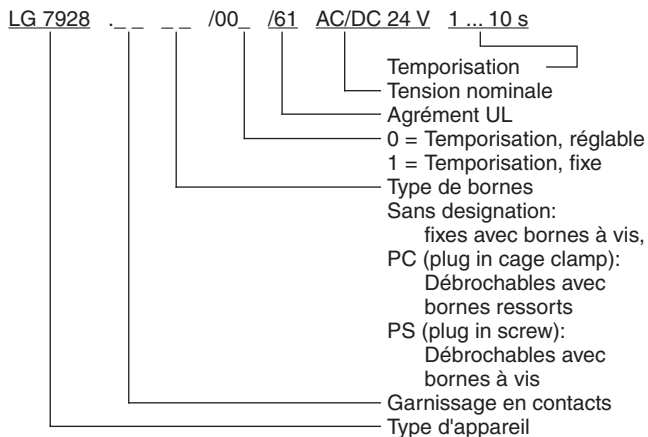 LG 7928 ._ _ _ _ /00_ /61 AC/DC 24 V 1 ... 10 s
Temporisation
Tension nominale
Agrément UL
0 = Temporisation, réglable
1 = Temporisation, fixe
Type de bornes
Sans designation:
fixes avec bornes à vis,
PC (plug in cage clamp):
Débrochables avec
bornes ressorts
PS (plug in screw):
Débrochables avec
bornes à vis
Garnissage en contacts
Type d'appareil